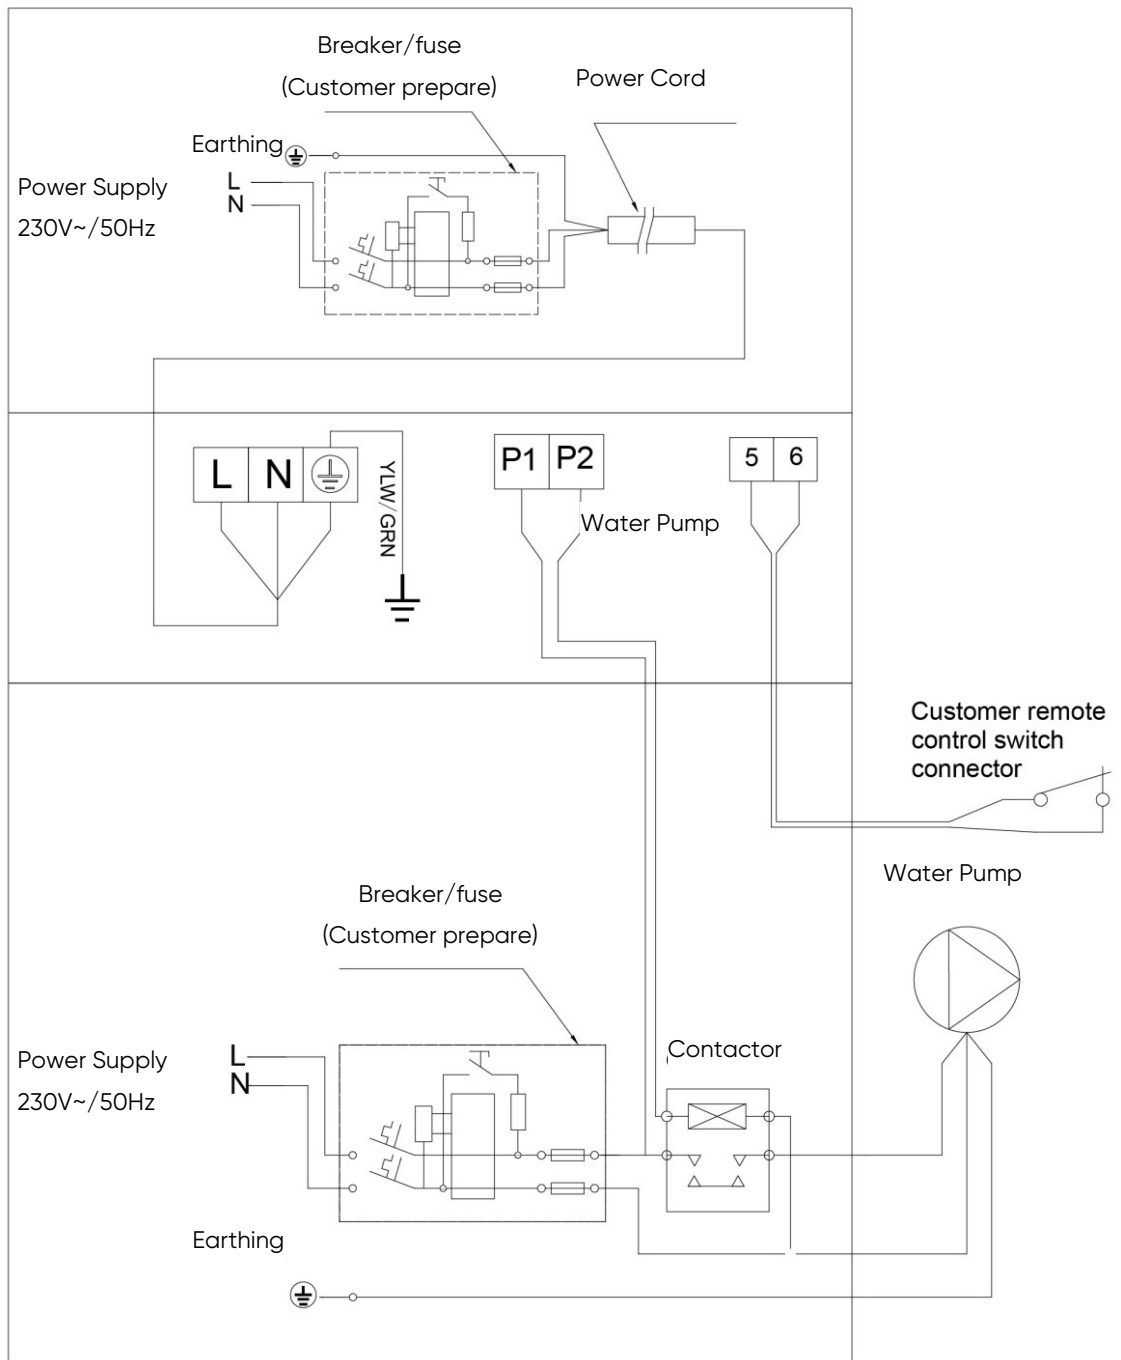 Breaker/fuse
(Customer prepare)
Power Cord
Earthing
Power Supply
230V~/50Hz
L
N
L N
YLW/GRN
P1 P2
Water Pump
5 6
Customer remote
control switch
connector
Water Pump
Breaker/fuse
(Customer prepare)
Contactor
Power Supply
230V~/50Hz
L
N
Earthing